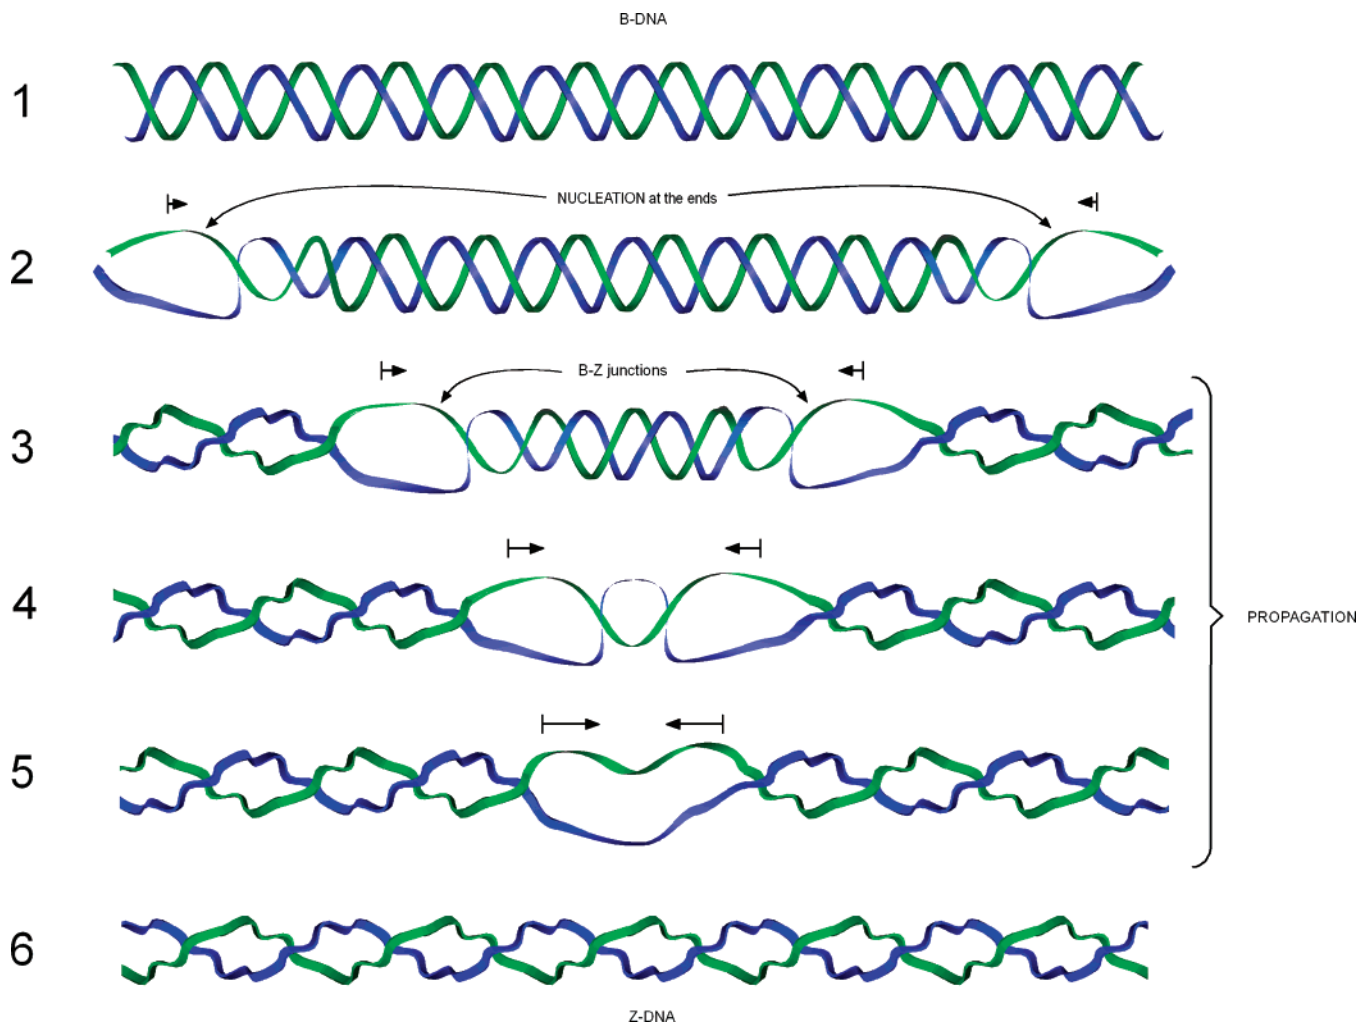 B-DNA
1
NUCLEATION at the ends
2
B-Z junctions
3
4
PROPAGATION
5
6
Z-DNA